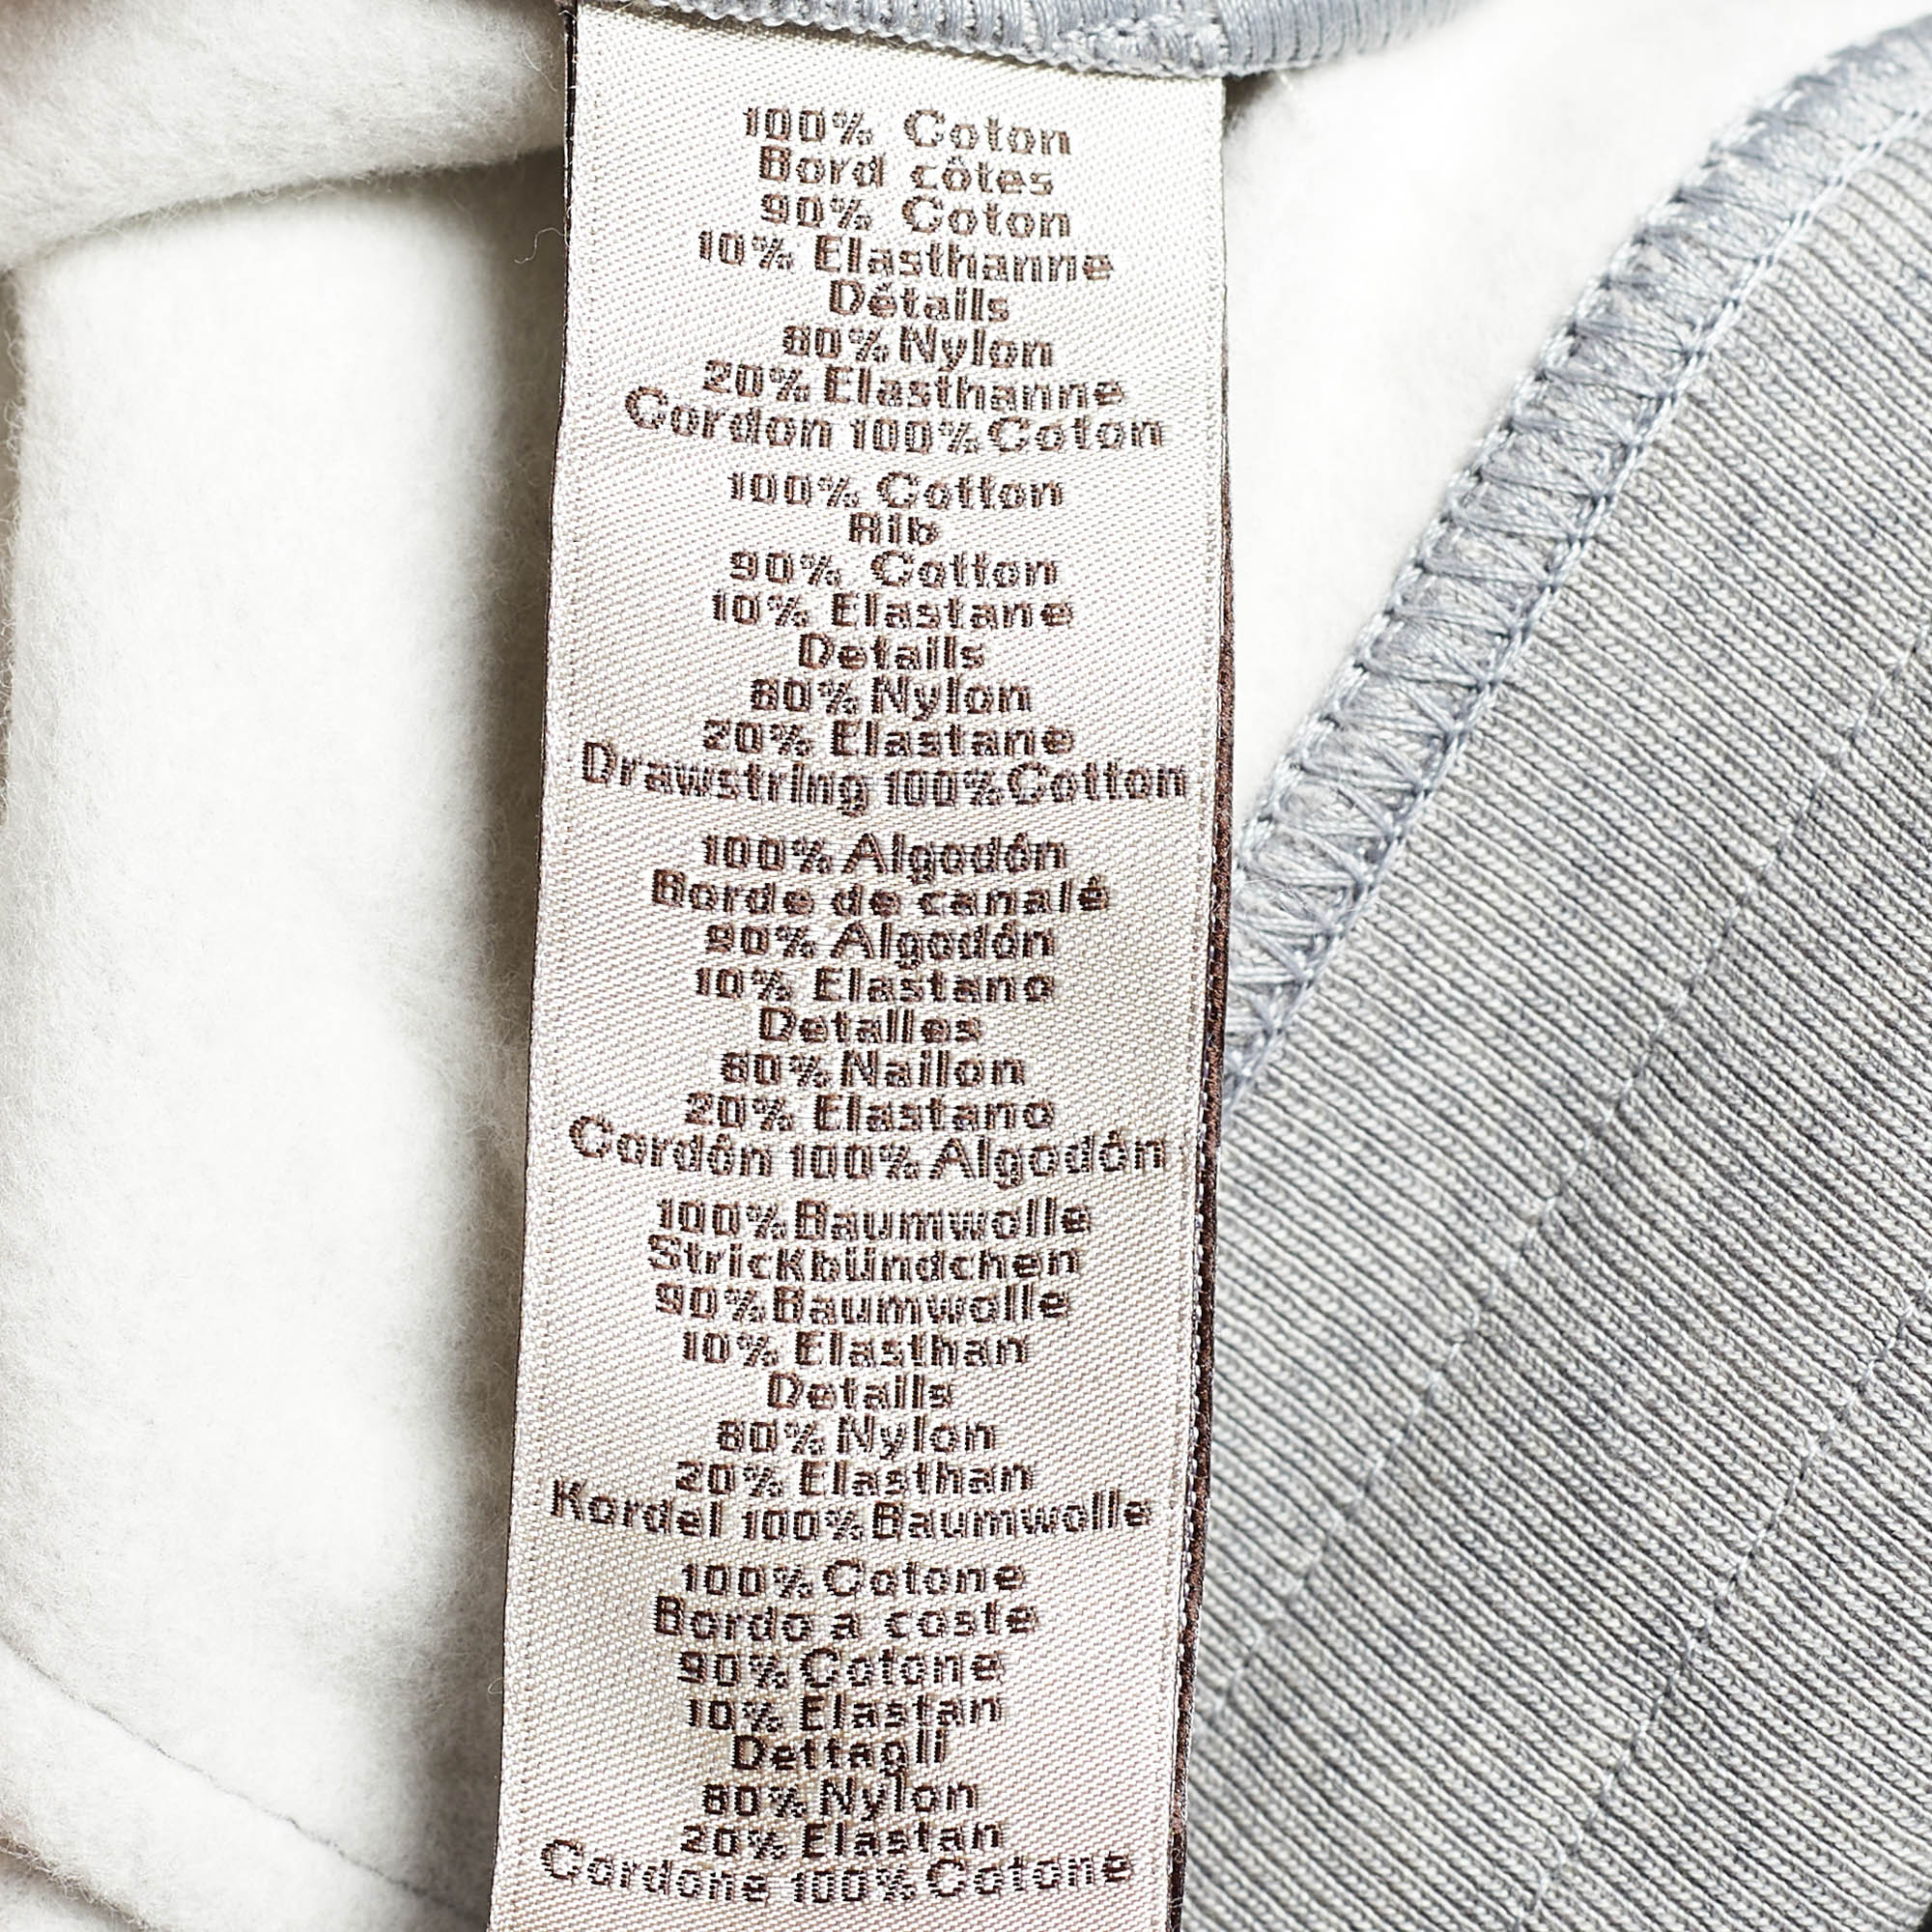 100% Coton
Bord côtes
90% Coton
10% Elasthanne
Détails
80% Nylon
20% Elasthanne
Cordon 100% Coton
100% Cotton
Rib
90% Cotton
10% Elastane
Details
80% Nylon
20% Elastane
Drawstring 100% Cotton
100% Algodón
Borde de canalé
90% Algodón
10% Elastano
Detalles
80% Nailon
20% Elastano
Cordón 100% Algodón
100% Baumwolle
Strickbündchen
90% Baumwolle
10% Elasthan
Details
80% Nylon
20% Elasthan
Kordel 100% Baumwolle
100% Cotone
Bordo a coste
90% Cotone
10% Elastan
Dettagli
80% Nylon
20% Elastan
Cordone 100% Cotone